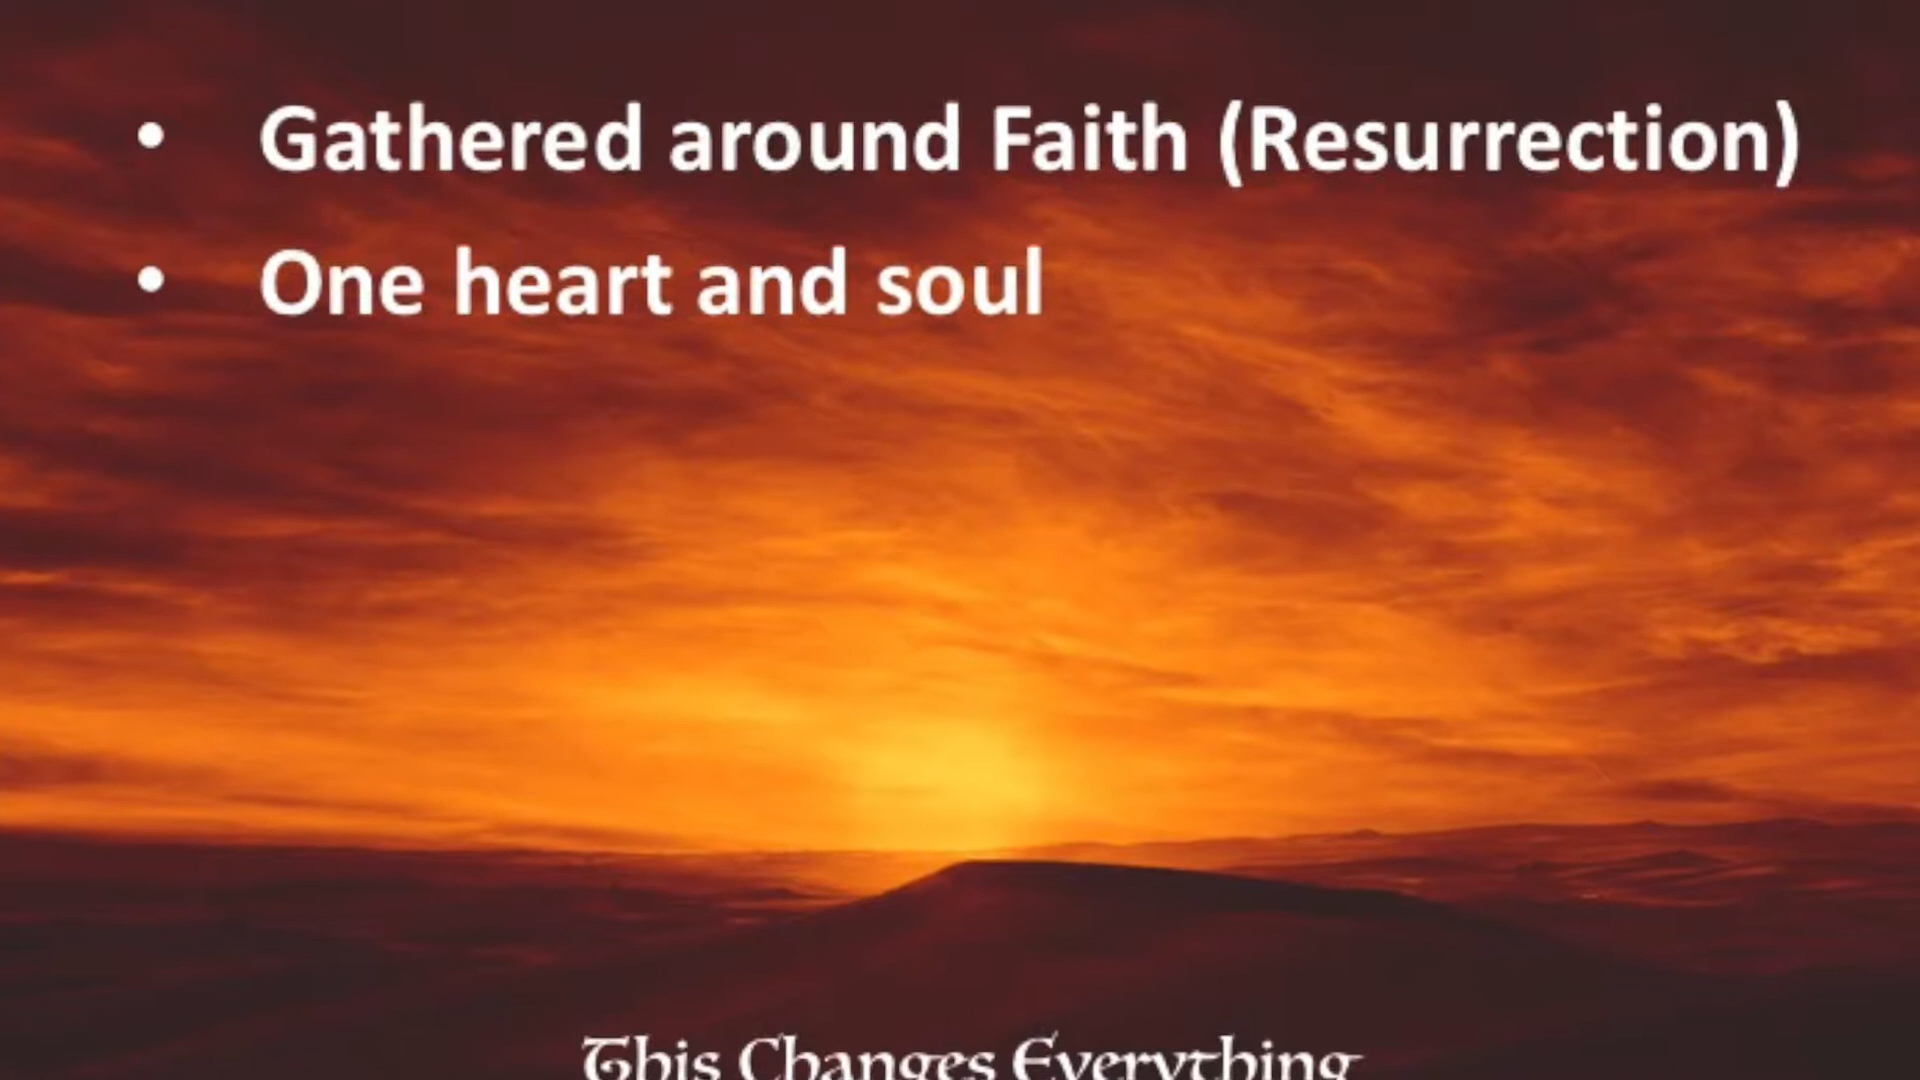 • Gathered around Faith (Resurrection)
• One heart and soul
This Changes Everything